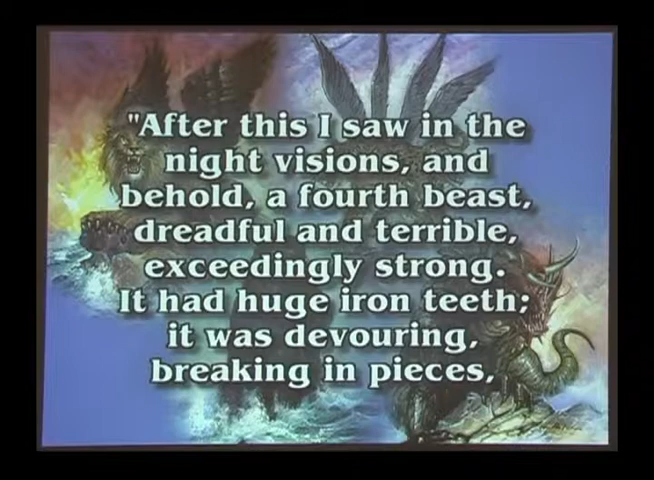 "After this I saw in the
night visions, and
behold, a fourth beast,
dreadful and terrible,
exceedingly strong.
It had huge iron teeth;
it was devouring,
breaking in pieces,